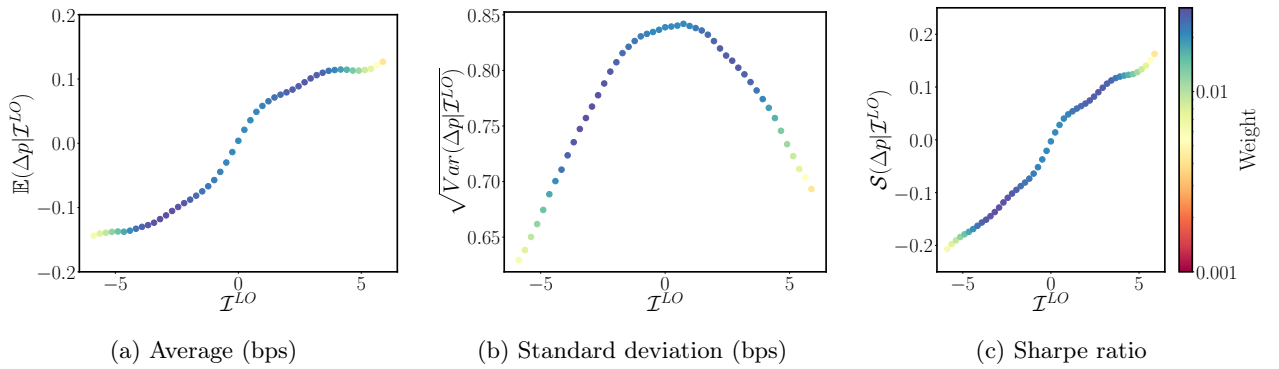 0.2
0.1
0.0
−0.1
−0.2
−5
0
5
𝔼(Δp|ℐ^{LO})
ℐ^{LO}
(a) Average (bps)
0.85
0.80
0.75
0.70
0.65
−5
0
5
√Var(Δp|ℐ^{LO})
ℐ^{LO}
(b) Standard deviation (bps)
0.2
0.1
0.0
−0.1
−0.2
−5
0
5
𝒮(Δp|ℐ^{LO})
ℐ^{LO}
(c) Sharpe ratio
0.01
0.001
Weight